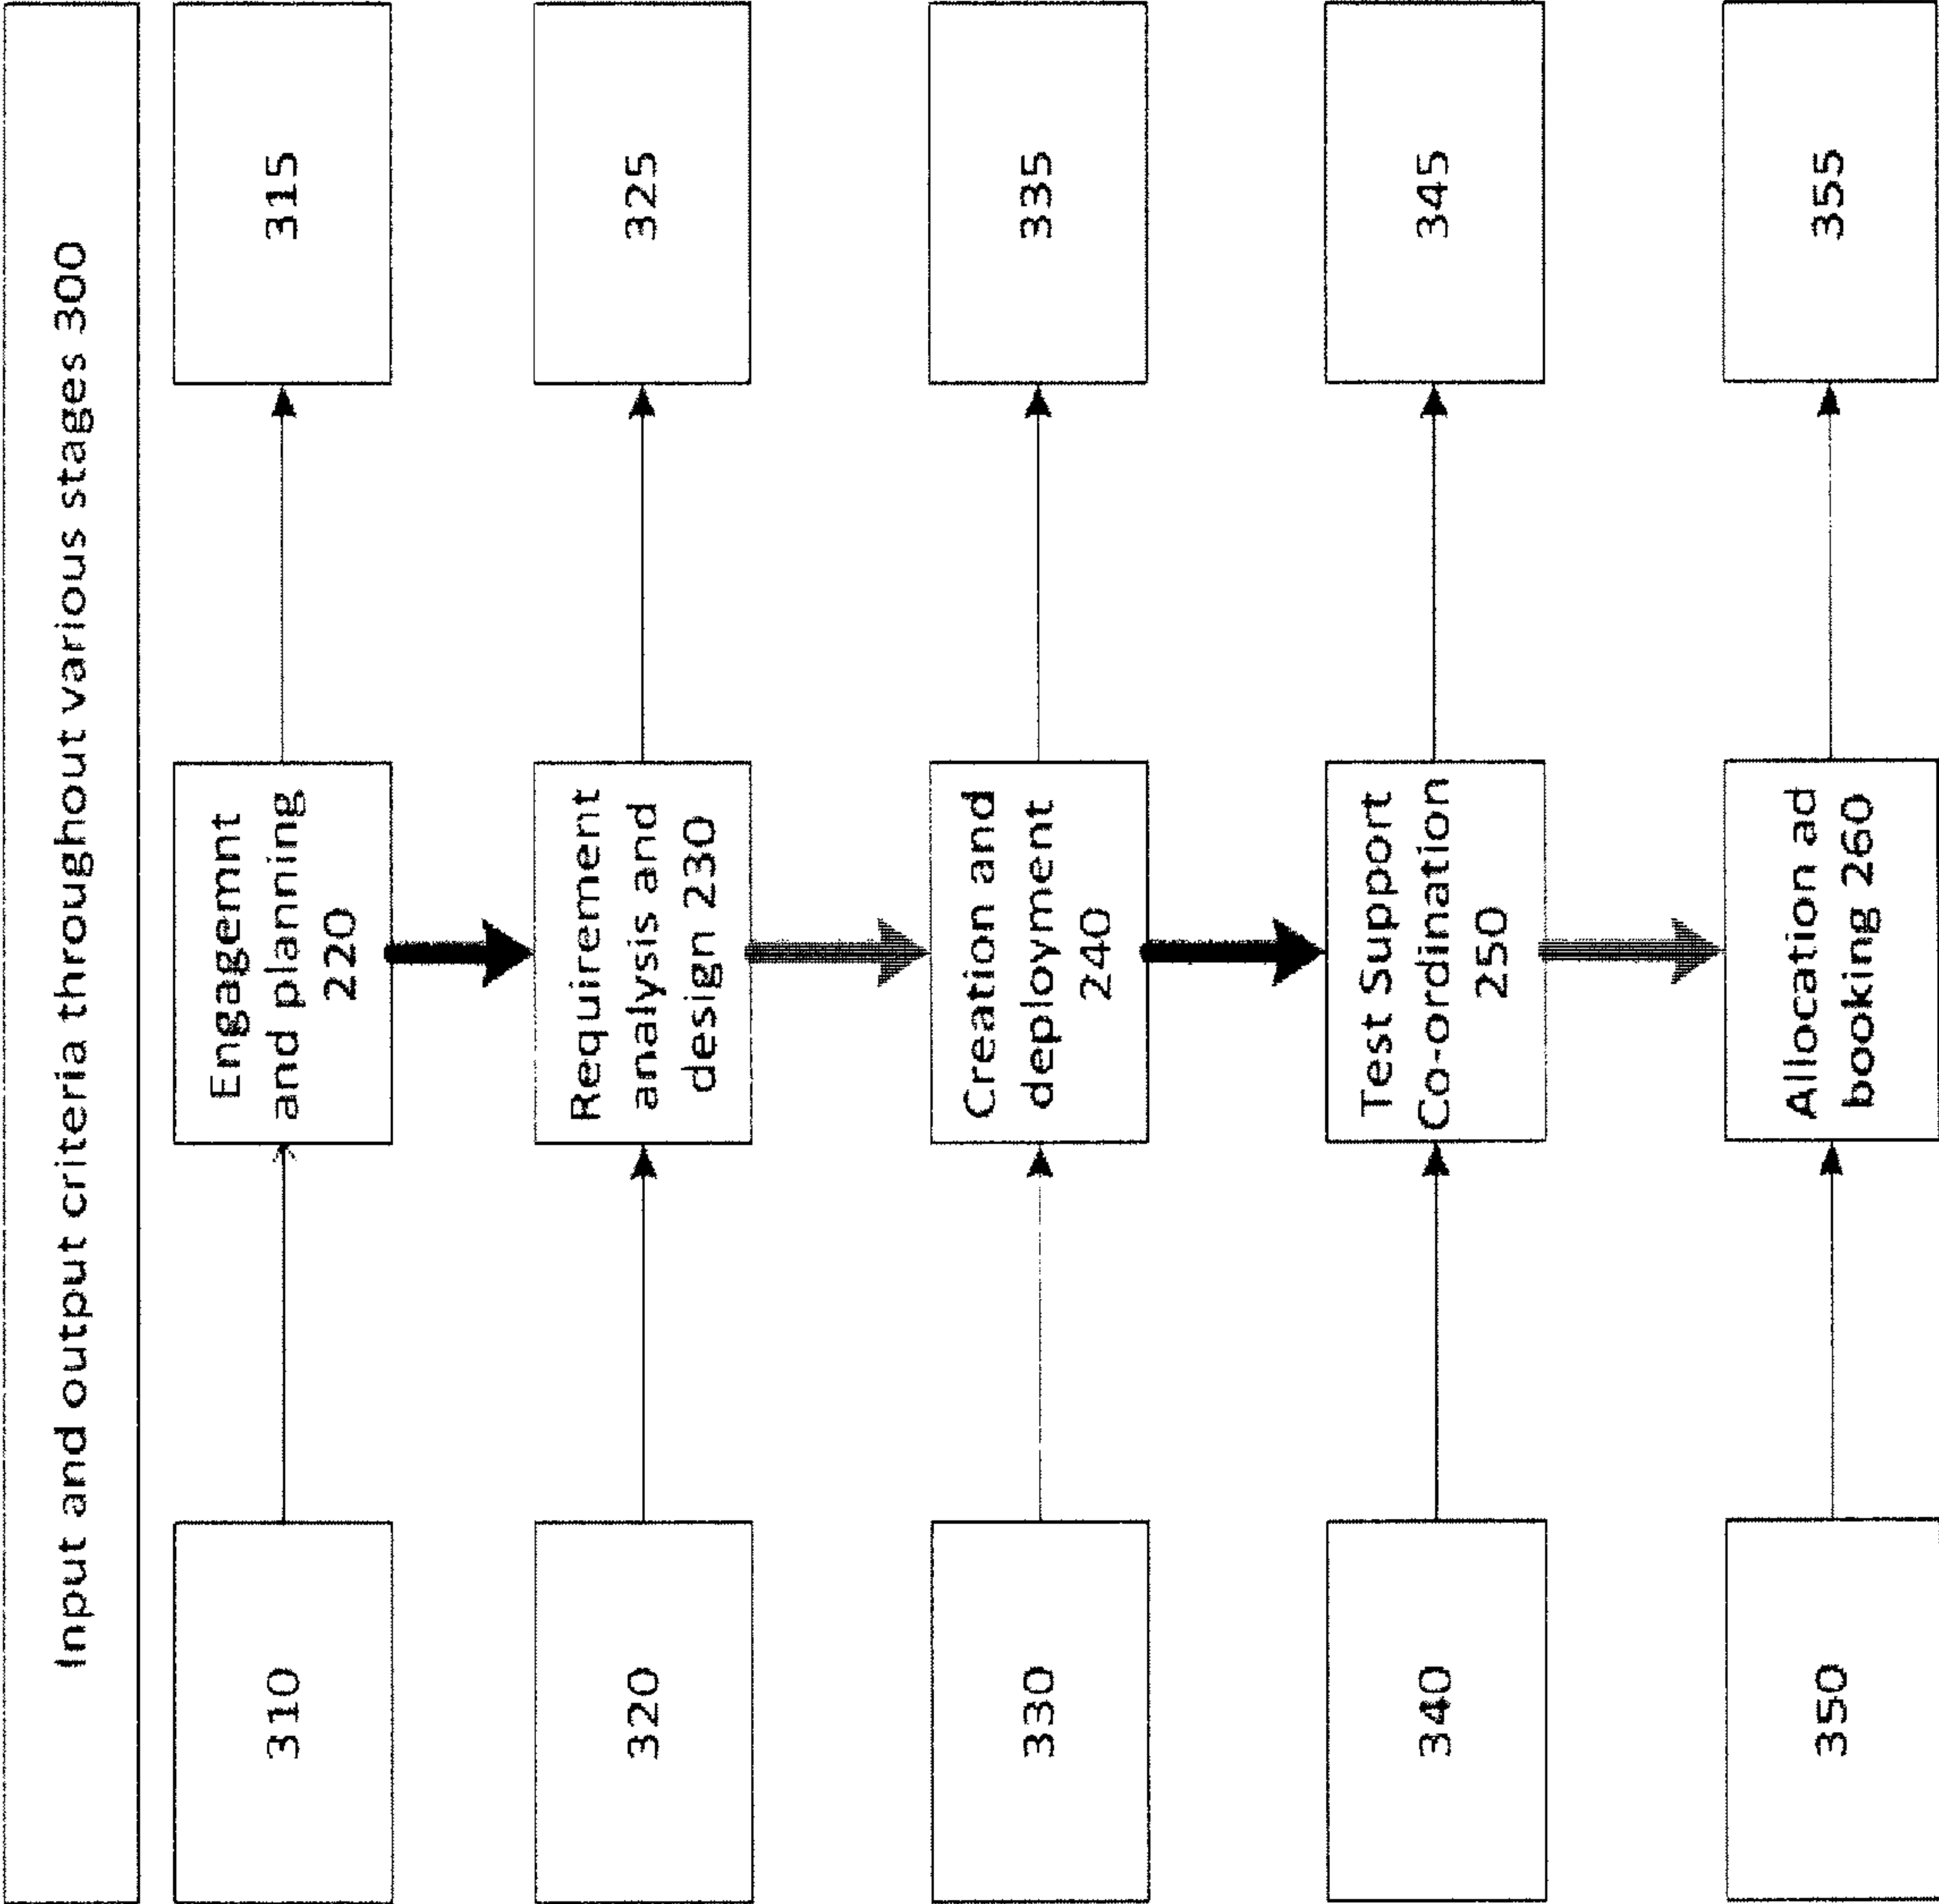 Input and output criteria throughout various stages 300
310
Engagemnt
and planning
220
315
320
Requirement
analysis and
design 230
325
330
Creation and
deployment
240
335
340
Test Support
Co-ordination
250
345
350
Allocation ad
booking 260
355